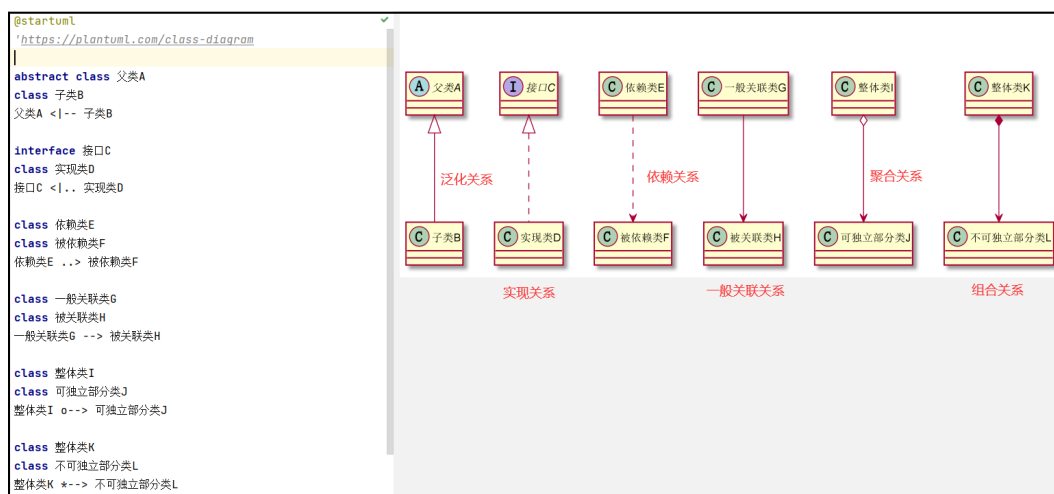 @startuml
'https://plantuml.com/class-diagram
abstract class 父类A
class 子类B
父类A <|-- 子类B
interface 接口C
class 实现类D
接口C <|.. 实现类D
class 依赖类E
class 被依赖类F
依赖类E ..> 被依赖类F
class 一般关联类G
class 被关联类H
一般关联类G --> 被关联类H
class 整体类I
class 可独立部分类J
整体类I o--> 可独立部分类J
class 整体类K
class 不可独立部分类L
整体类K *--> 不可独立部分类L
A 父类A
I 接口C
C 依赖类E
C 一般关联类G
C 整体类I
C 整体类K
泛化关系
依赖关系
聚合关系
C 子类B
C 实现类D
C 被依赖类F
C 被关联类H
C 可独立部分类J
C 不可独立部分类L
实现关系
一般关联关系
组合关系